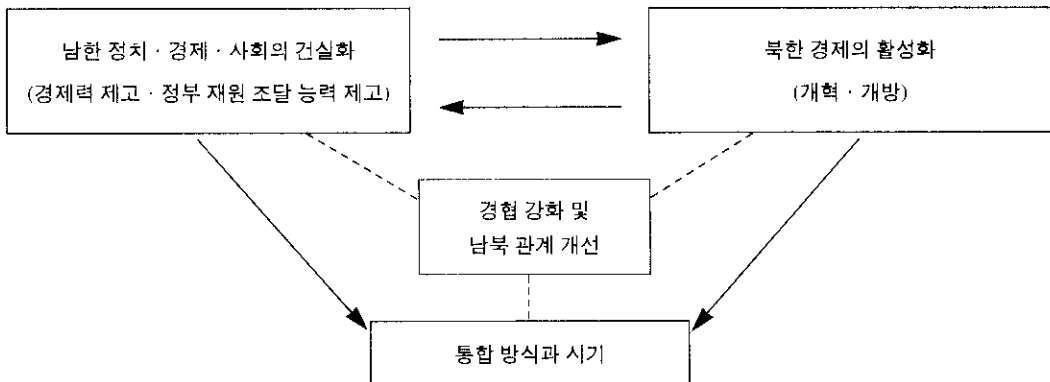 남한 정치 · 경제 · 사회의 건실화
(경제력 제고 · 정부 재원 조달 능력 제고)
북한 경제의 활성화
(개혁 · 개방)
경협 강화 및
남북 관계 개선
통합 방식과 시기